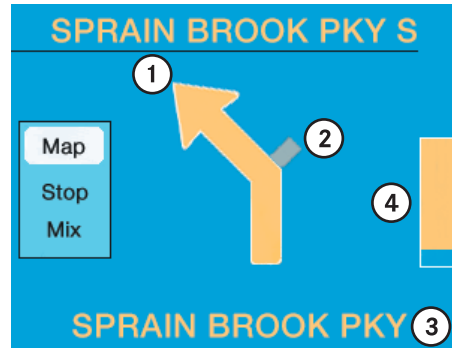 SPRAIN BROOK PKY S
1
2
Map
Stop
Mix
4
SPRAIN BROOK PKY
3